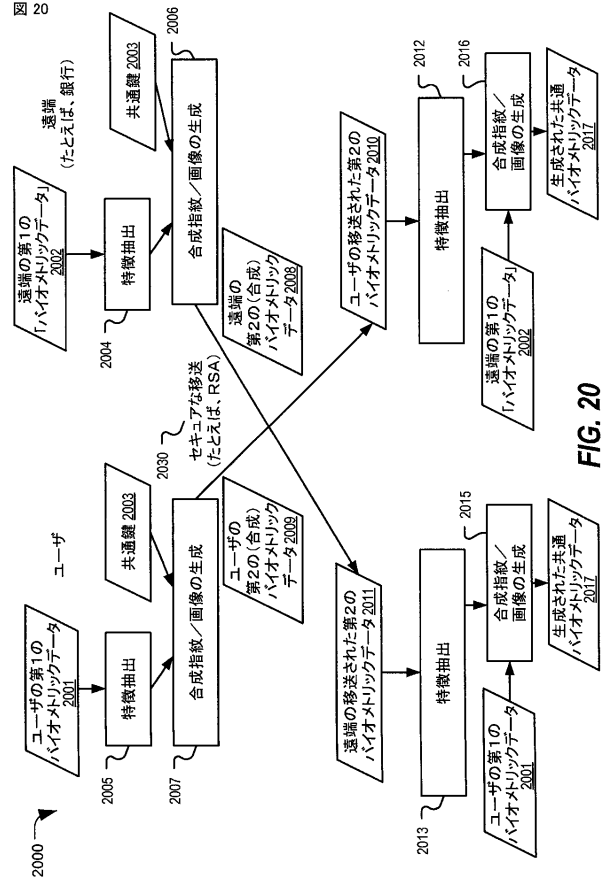 図 20
2000
ユーザ
ユーザの第1の
バイオメトリックデータ
2001
特徴抽出
2005
共通鍵 2003
合成指紋/画像の生成
2007
ユーザの
第2の(合成)
バイオメトリック
データ2009
遠端
(たとえば、銀行)
遠端の第1の
「バイオメトリックデータ」
2002
特徴抽出
2004
共通鍵 2003
2006
合成指紋/画像の生成
遠端の
第2の(合成)
バイオメトリック
データ2008
2030
セキュアな移送
(たとえば、RSA)
遠端の移送された第2の
バイオメトリックデータ 2011
特徴抽出
2013
ユーザの第1の
バイオメトリックデータ
2001
2015
合成指紋/
画像の生成
生成された共通
バイオメトリックデータ
2017
ユーザの移送された第2の
バイオメトリックデータ 2010
2012
特徴抽出
遠端の第1の
「バイオメトリックデータ」
2002
2016
合成指紋/
画像の生成
生成された共通
バイオメトリックデータ
2017
FIG. 20